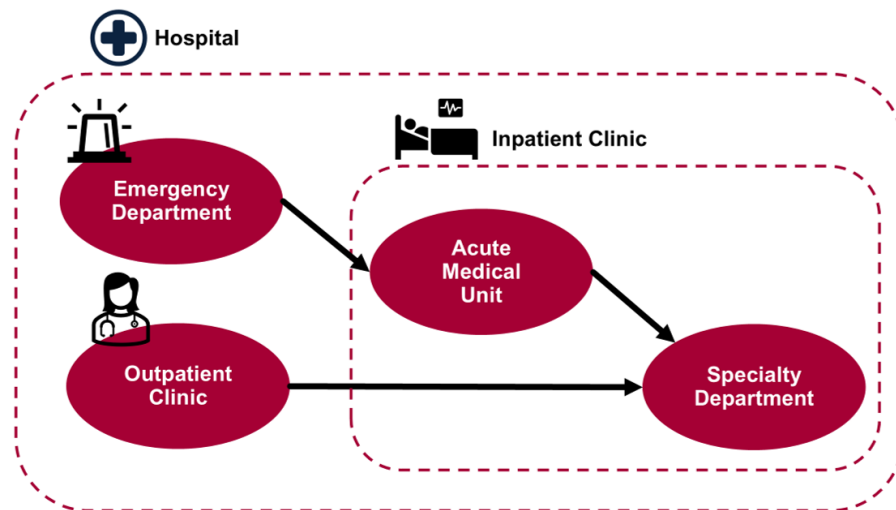 Hospital
Inpatient Clinic
Emergency
Department
Acute
Medical
Unit
Outpatient
Clinic
Specialty
Department